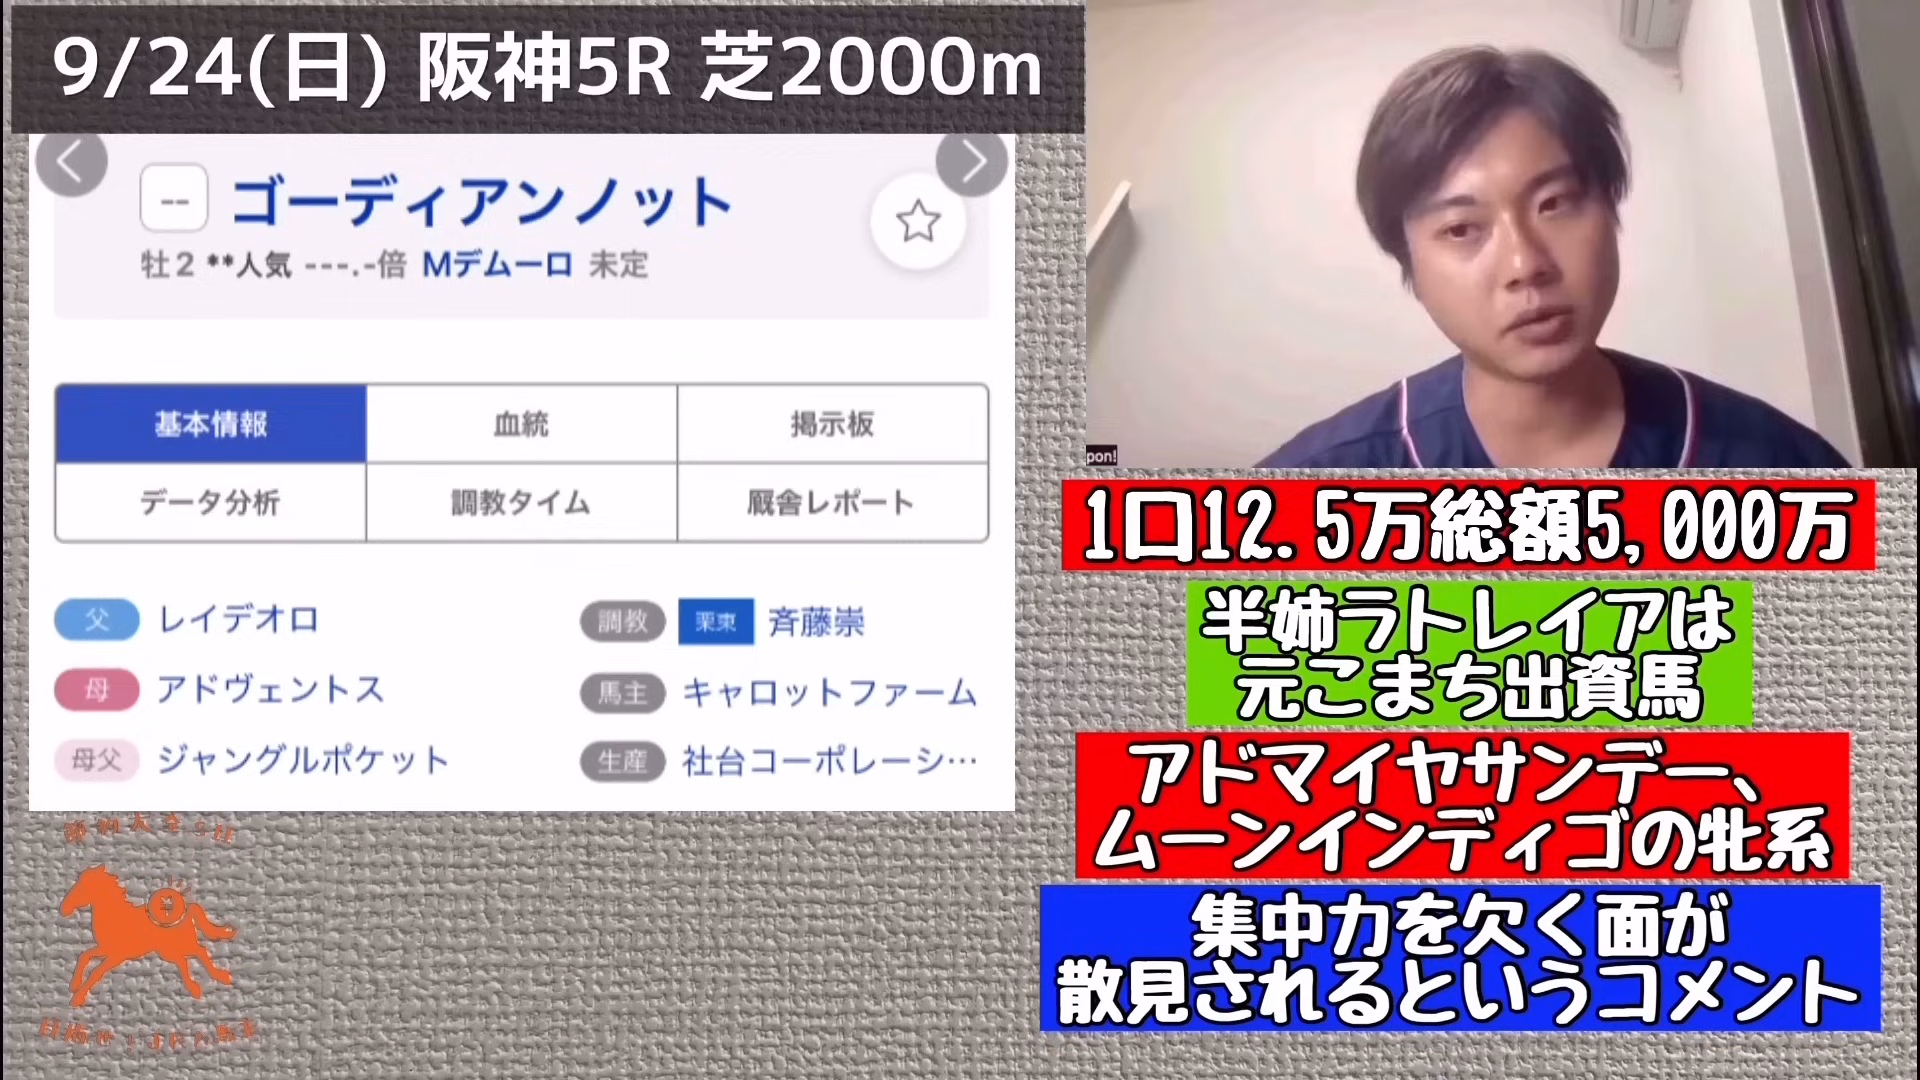 9/24(日) 阪神5R 芝2000m
--
ゴーディアンノット
牡2 **人気 ---.-倍 Mデムーロ 未定
基本情報
血統
掲示板
データ分析
調教タイム
厩舎レポート
父 レイデオロ
調教 栗東 斉藤崇
母 アドヴェントス
馬主 キャロットファーム
母父 ジャングルポケット
生産 社台コーポレーシ…
pon!
1口12.5万総額5,000万
半姉ラトレイアは
元こまち出資馬
アドマイヤサンデー、
ムーンインディゴの牝系
集中力を欠く面が
散見されるというコメント